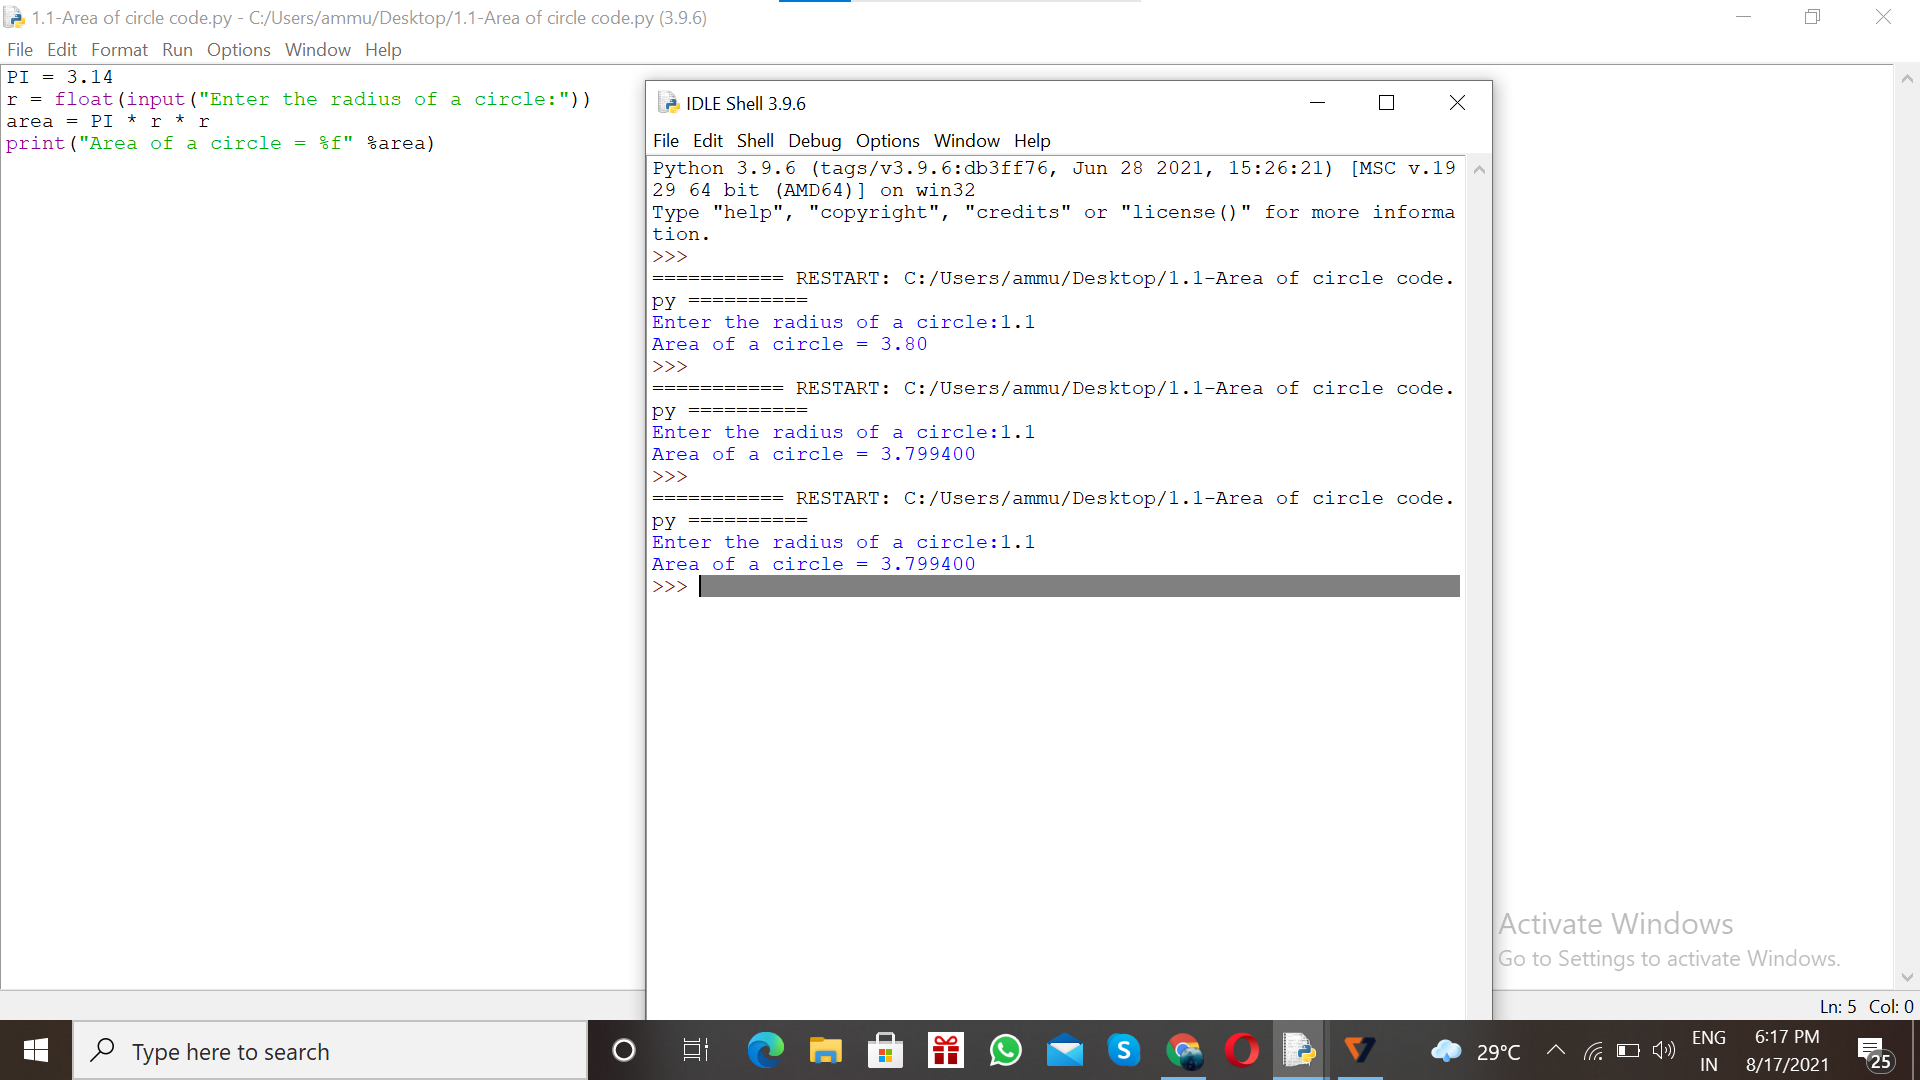 1.1-Area of circle code.py - C:/Users/ammu/Desktop/1.1-Area of circle code.py (3.9.6)
File Edit Format Run Options Window Help
PI = 3.14
r = float(input("Enter the radius of a circle:"))
area = PI * r * r
print("Area of a circle = %f" %area)
IDLE Shell 3.9.6
File Edit Shell Debug Options Window Help
Python 3.9.6 (tags/v3.9.6:db3ff76, Jun 28 2021, 15:26:21) [MSC v.19
29 64 bit (AMD64)] on win32
Type "help", "copyright", "credits" or "license()" for more informa
tion.
>>>
=========== RESTART: C:/Users/ammu/Desktop/1.1-Area of circle code.
py ==========
Enter the radius of a circle:1.1
Area of a circle = 3.80
>>>
=========== RESTART: C:/Users/ammu/Desktop/1.1-Area of circle code.
py ==========
Enter the radius of a circle:1.1
Area of a circle = 3.799400
>>>
=========== RESTART: C:/Users/ammu/Desktop/1.1-Area of circle code.
py ==========
Enter the radius of a circle:1.1
Area of a circle = 3.799400
>>>
Activate Windows
Go to Settings to activate Windows.
Ln: 5 Col: 0
Type here to search
29°C
ENG
IN
6:17 PM
8/17/2021
25